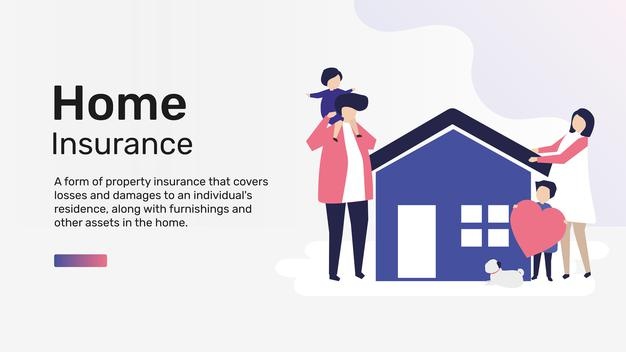 Home
Insurance
A form of property insurance that covers
losses and damages to an individual's
residence, along with furnishings and
other assets in the home.